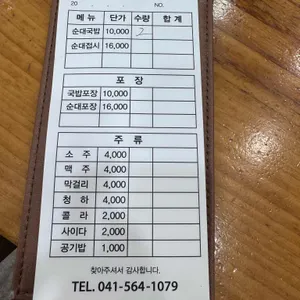 20 . . . NO.
메 뉴 단가 수량 합 계
순대국밥 10,000 2
순대접시 16,000
포 장
국밥포장 10,000
순대포장 16,000
주 류
소 주 4,000
맥 주 4,000
막걸리 4,000
청 하 4,000
콜 라 2,000
사이다 2,000
공기밥 1,000
찾아주셔서 감사합니다.
TEL. 041-564-1079